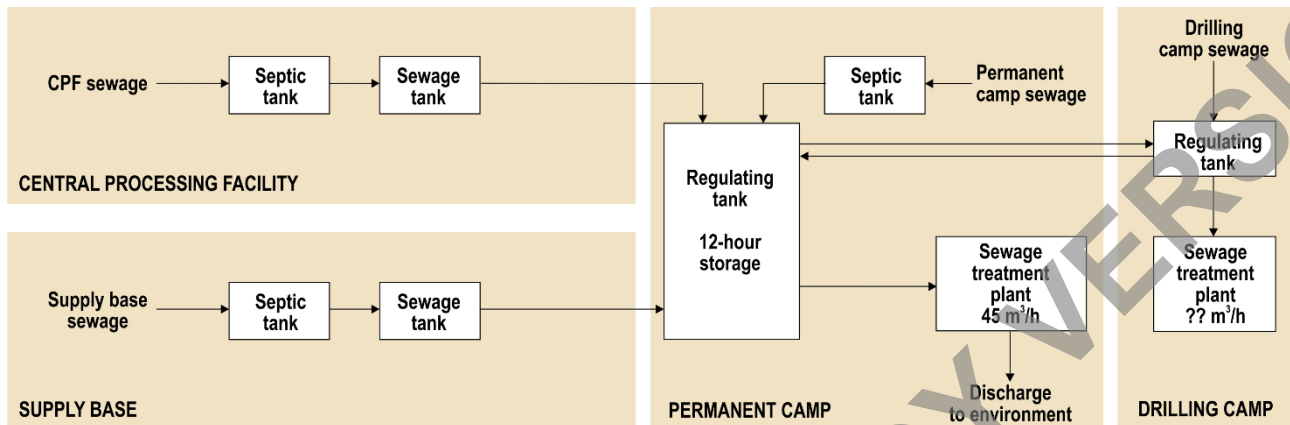 CPF sewage
Septic
tank
Sewage
tank
CENTRAL PROCESSING FACILITY
Supply base
sewage
Septic
tank
Sewage
tank
SUPPLY BASE
Septic
tank
Permanent
camp sewage
Regulating
tank
12-hour
storage
Sewage
treatment
plant
45 m³/h
Discharge
to environment
PERMANENT CAMP
Drilling
camp sewage
Regulating
tank
Sewage
treatment
plant
?? m³/h
DRILLING CAMP
Y VERSIO